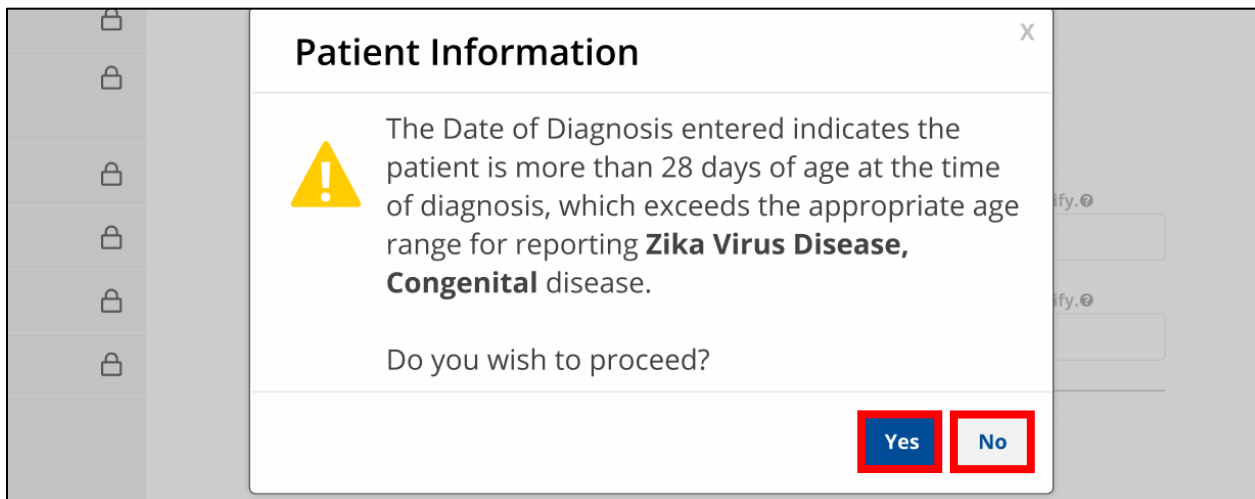 Patient Information
X
The Date of Diagnosis entered indicates the
patient is more than 28 days of age at the time
of diagnosis, which exceeds the appropriate age
ify.
range for reporting Zika Virus Disease,
Congenital disease.
ify.
Do you wish to proceed?
Yes
No